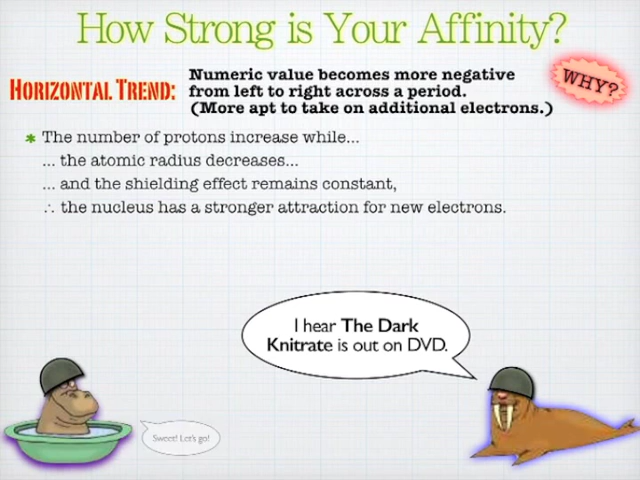 How Strong is Your Affinity?
HORIZONTAL TREND:
Numeric value becomes more negative
from left to right across a period.
(More apt to take on additional electrons.)
WHY?
* The number of protons increase while...
... the atomic radius decreases...
... and the shielding effect remains constant,
∴ the nucleus has a stronger attraction for new electrons.
I hear The Dark
Knitrate is out on DVD.
Sweet! Let's go!